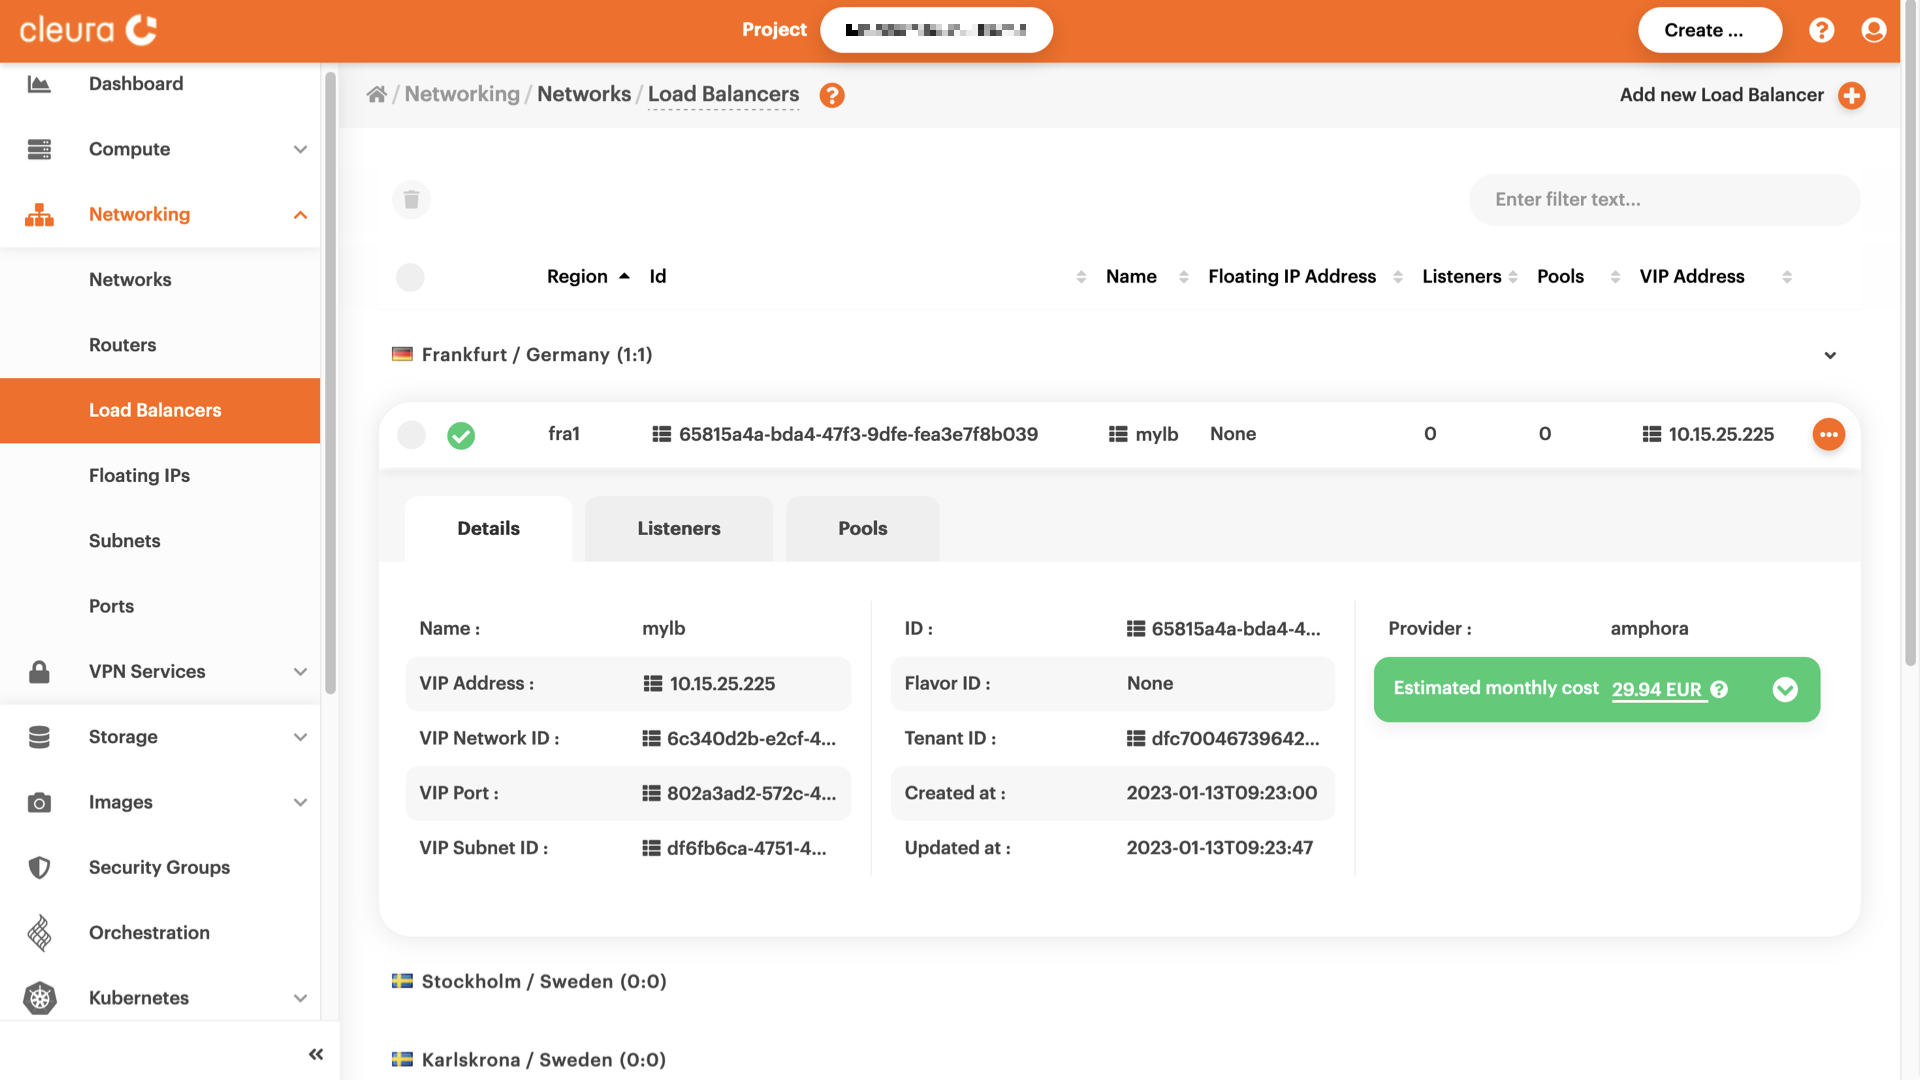 cleura
Project
Create ...
Dashboard
Compute
Networking
Networks
Routers
Load Balancers
Floating IPs
Subnets
Ports
VPN Services
Storage
Images
Security Groups
Orchestration
Kubernetes
/ Networking / Networks / Load Balancers
Add new Load Balancer
Enter filter text...
Region Id Name Floating IP Address Listeners Pools VIP Address
Frankfurt / Germany (1:1)
fra1 65815a4a-bda4-47f3-9dfe-fea3e7f8b039 mylb None 0 0 10.15.25.225
Details Listeners Pools
Name : mylb
VIP Address : 10.15.25.225
VIP Network ID : 6c340d2b-e2cf-4...
VIP Port : 802a3ad2-572c-4...
VIP Subnet ID : df6fb6ca-4751-4...
ID : 65815a4a-bda4-4...
Flavor ID : None
Tenant ID : dfc70046739642...
Created at : 2023-01-13T09:23:00
Updated at : 2023-01-13T09:23:47
Provider : amphora
Estimated monthly cost 29.94 EUR ?
Stockholm / Sweden (0:0)
Karlskrona / Sweden (0:0)